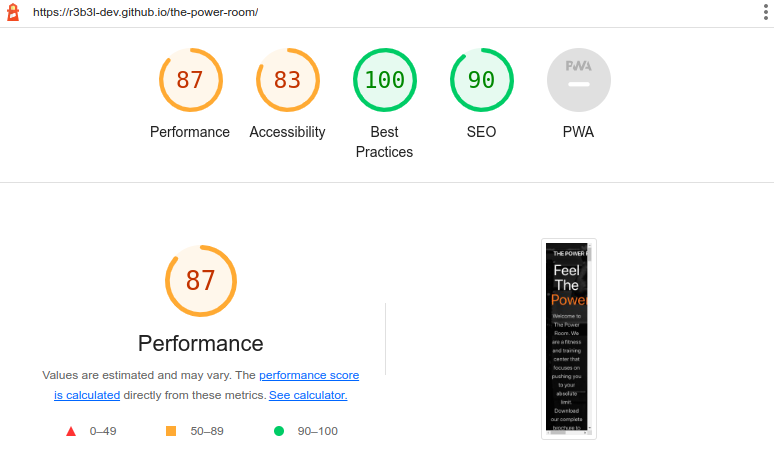 https://r3b3l-dev.github.io/the-power-room/
87
83
100
90
PWA
Performance
Accessibility
Best
Practices
SEO
PWA
87
Performance
Values are estimated and may vary. The performance score
is calculated directly from these metrics. See calculator.
0–49
50–89
90–100
THE POWER
Feel
The
Power
Welcome to
The Power
Room. We
are a fitness
and training
center that
focuses on
pushing you
to your
absolute
limit.
Download
our complete
brochure to